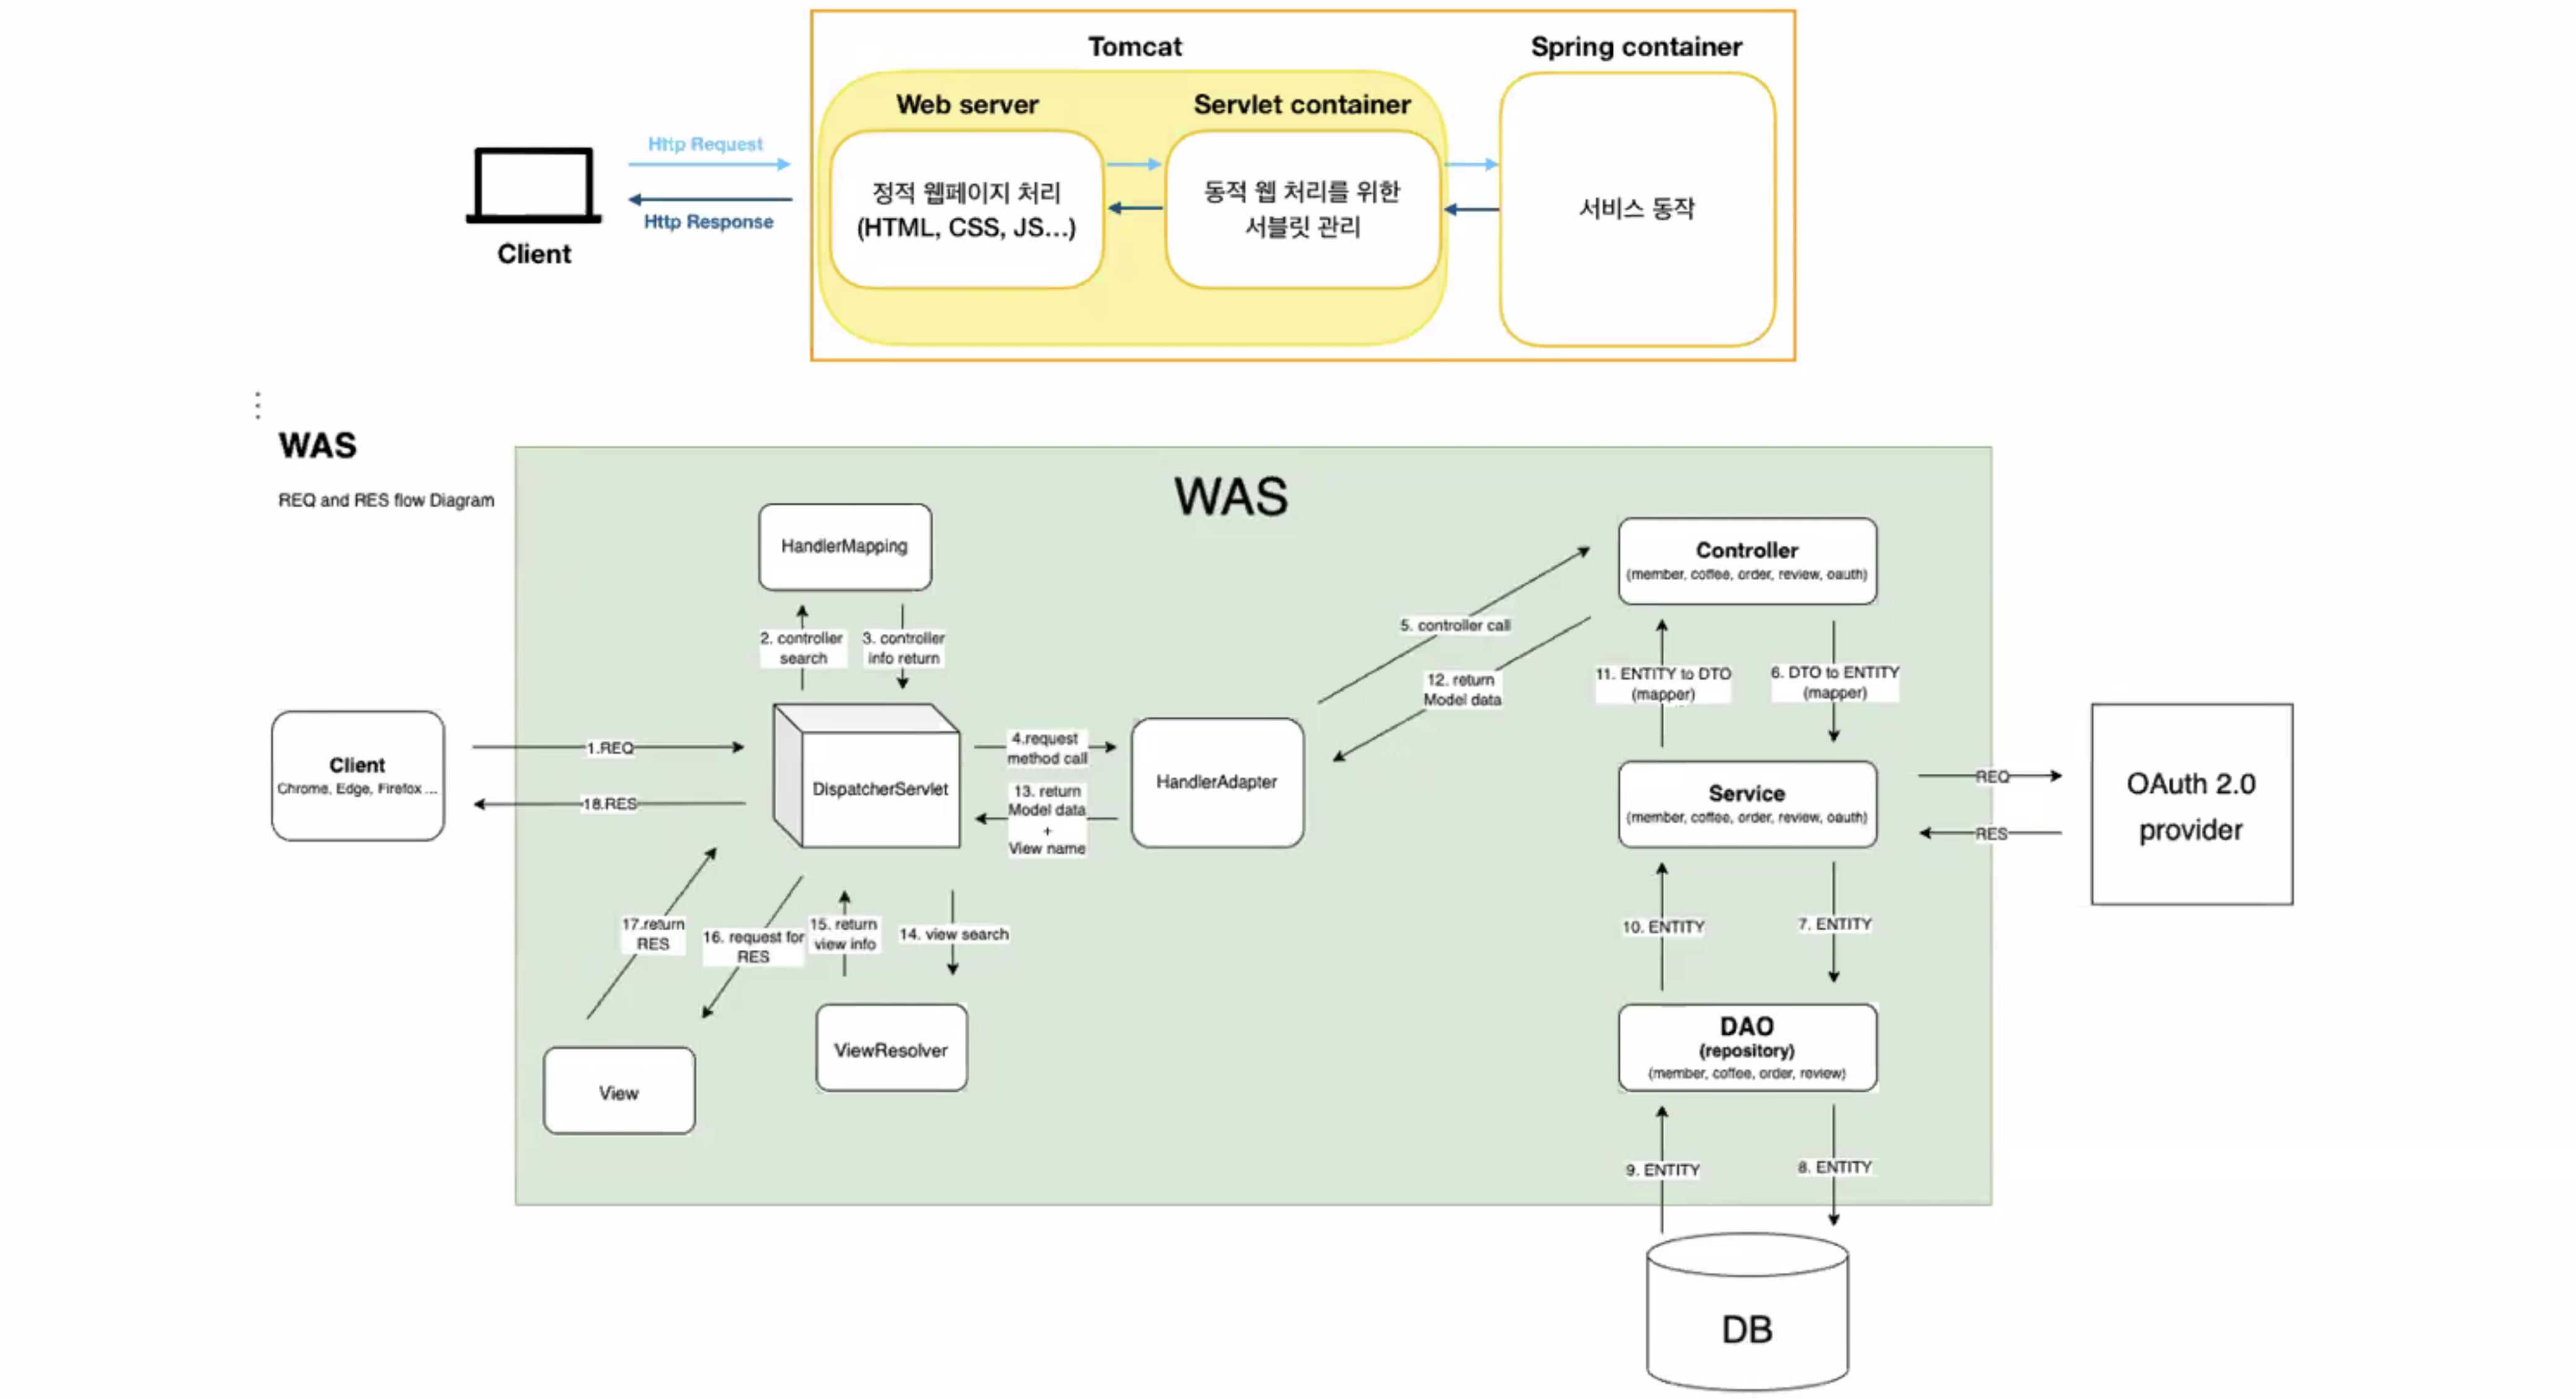 Tomcat
Spring container
Web server
Servlet container
Http Request
Http Response
Client
정적 웹페이지 처리
(HTML, CSS, JS...)
동적 웹 처리를 위한
서블릿 관리
서비스 동작
WAS
REQ and RES flow Diagram
WAS
HandlerMapping
2. controller
search
3. controller
info return
Controller
(member, coffee, order, review, oauth)
5. controller call
12. return
Model data
11. ENTITY to DTO
(mapper)
6. DTO to ENTITY
(mapper)
Client
Chrome, Edge, Firefox ...
1.REQ
18.RES
DispatcherServlet
4.request
method call
13. return
Model data
+
View name
HandlerAdapter
Service
(member, coffee, order, review, oauth)
REQ
RES
OAuth 2.0
provider
17.return
RES
16. request for
RES
15. return
view info
14. view search
10. ENTITY
7. ENTITY
View
ViewResolver
DAO
(repository)
(member, coffee, order, review)
9. ENTITY
8. ENTITY
DB